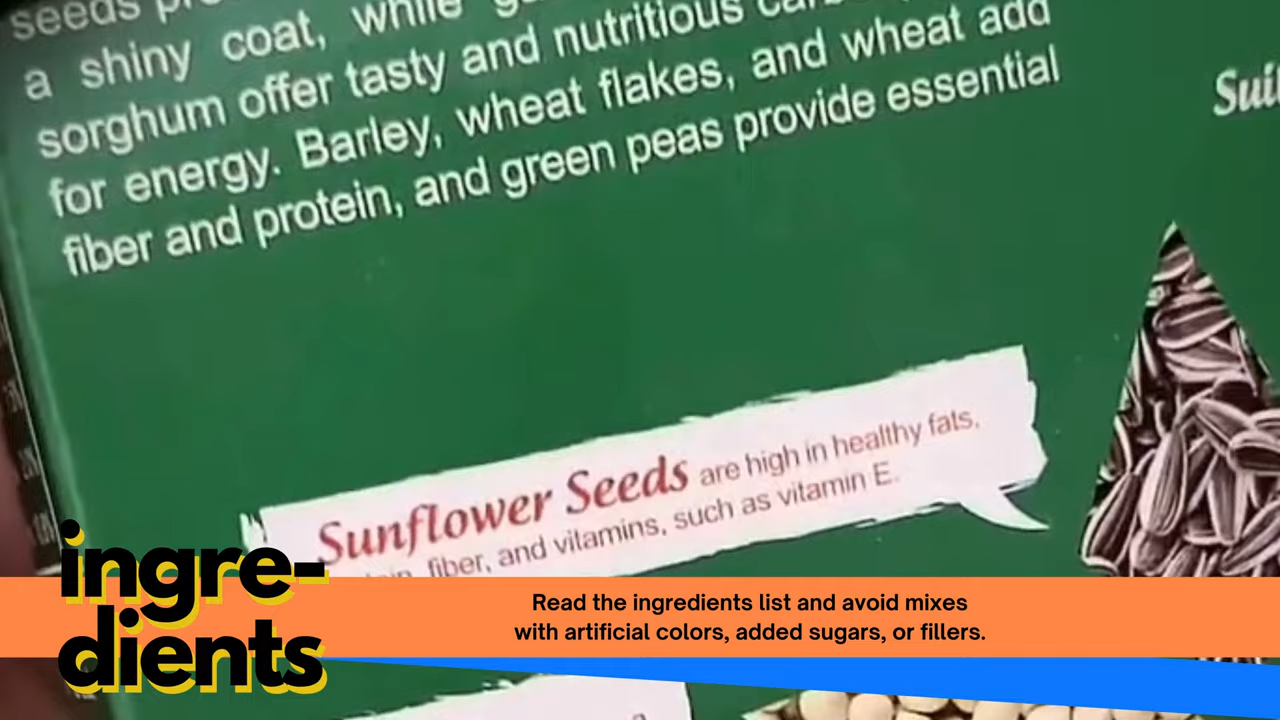 seeds
a shiny coat, while
sorghum offer tasty and nutritious
for energy. Barley, wheat flakes, and wheat add
fiber and protein, and green peas provide essential
Sunflower Seeds are high in healthy fats,
fiber, and vitamins, such as vitamin E.
ingre-
dients
Read the ingredients list and avoid mixes
with artificial colors, added sugars, or fillers.